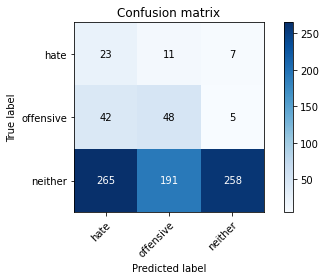 Confusion matrix
True label
hate 23 11 7
offensive 42 48 5
neither 265 191 258
hate offensive neither
Predicted label
250
200
150
100
50